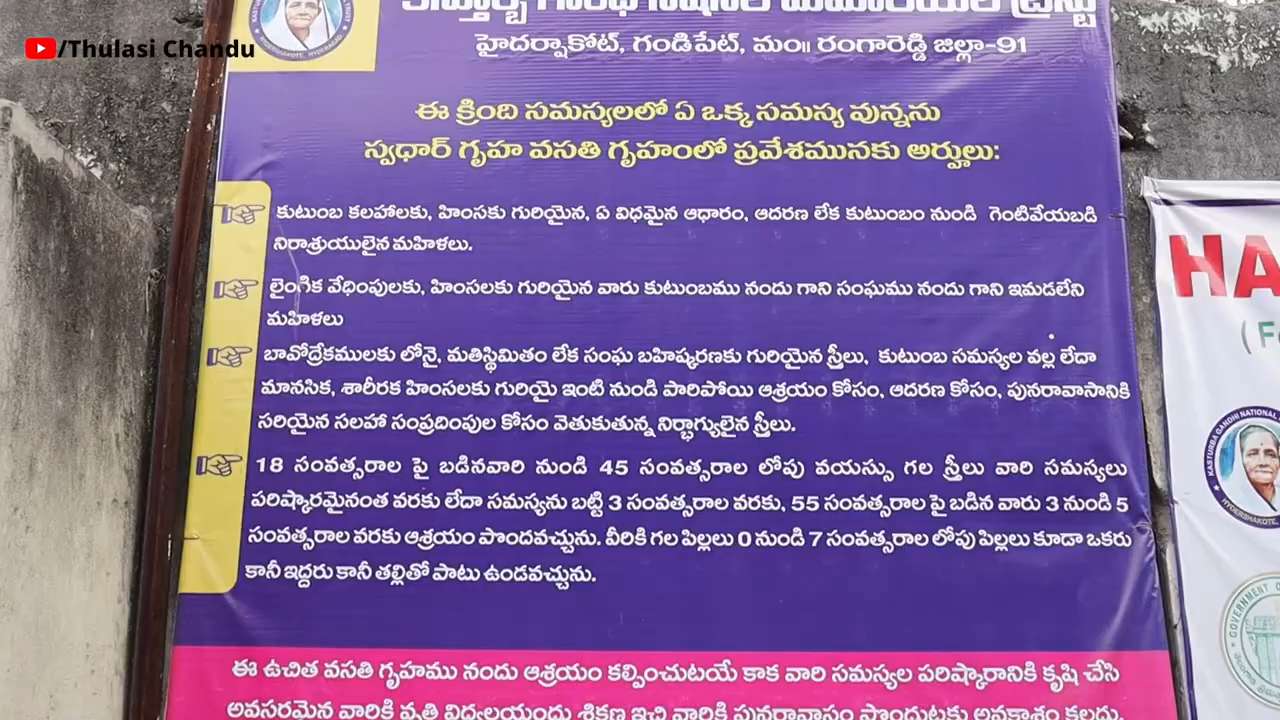 /Thulasi Chandu
కస్తూర్బా గాంధీ నేషనల్ మెమోరియల్ ట్రస్టు
హైదర్షాకోట్, గండిపేట్, మం॥ రంగారెడ్డి జిల్లా-91
ఈ క్రింది సమస్యలలో ఏ ఒక్క సమస్య వున్నను
స్వధార్ గృహ వసతి గృహంలో ప్రవేశమునకు అర్హులు:
కుటుంబ కలహాలకు, హింసకు గురియైన, ఏ విధమైన ఆధారం, ఆదరణ లేక కుటుంబం నుండి గెంటివేయబడి
నిరాశ్రుయులైన మహిళలు.
లైంగిక వేధింపులకు, హింసలకు గురియైన వారు కుటుంబము నందు గాని సంఘము నందు గాని ఇమడలేని
మహిళలు
బావోద్రేకములకు లోనై, మతిస్థిమితం లేక సంఘ బహిష్కరణకు గురియైన స్త్రీలు, కుటుంబ సమస్యల వల్ల లేదా
మానసిక, శారీరక హింసలకు గురియై ఇంటి నుండి పారిపోయి ఆశ్రయం కోసం, ఆదరణ కోసం, పునరావాసానికి
సరియైన సలహా సంప్రదింపుల కోసం వెతుకుతున్న నిర్భాగ్యులైన స్త్రీలు.
18 సంవత్సరాల పై బడినవారి నుండి 45 సంవత్సరాల లోపు వయస్సు గల స్త్రీలు వారి సమస్యలు
పరిష్కారమైనంత వరకు లేదా సమస్యను బట్టి 3 సంవత్సరాల వరకు, 55 సంవత్సరాల పై బడిన వారు 3 నుండి 5
సంవత్సరాల వరకు ఆశ్రయం పొందవచ్చును. వీరికి గల పిల్లలు 0 నుండి 7 సంవత్సరాల లోపు పిల్లలు కూడా ఒకరు
కానీ ఇద్దరు కానీ తల్లితో పాటు ఉండవచ్చును.
ఈ ఉచిత వసతి గృహము నందు ఆశ్రయం కల్పించుటయే కాక వారి సమస్యల పరిష్కారానికి కృషి చేసి
అవసరమైన వారికి వృత్తి విద్యలయందు శిక్షణ ఇచ్చి వారికి పునరావాసం పొందుటకు అవకాశం కలదు.
HA
(F
KASTURBA GANDHI NATIONAL
HYDERSHAKOTE,
GOVERNMENT O